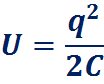 U = q²/2C